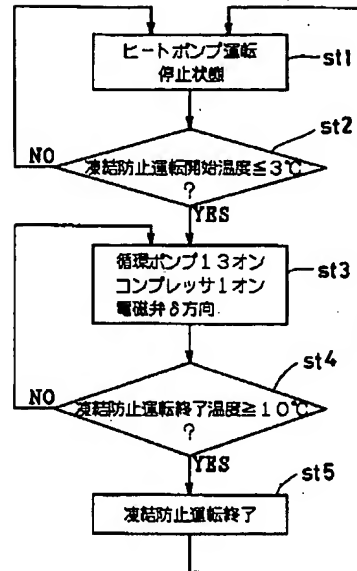 ヒートポンプ運転
停止状態
st1
st2
凍結防止運転開始温度≦3℃
?
NO
YES
循環ポンプ13オン
コンプレッサ1オン
電磁弁δ方向
st3
st4
凍結防止運転終了温度≧10℃
?
NO
YES
st5
凍結防止運転終了